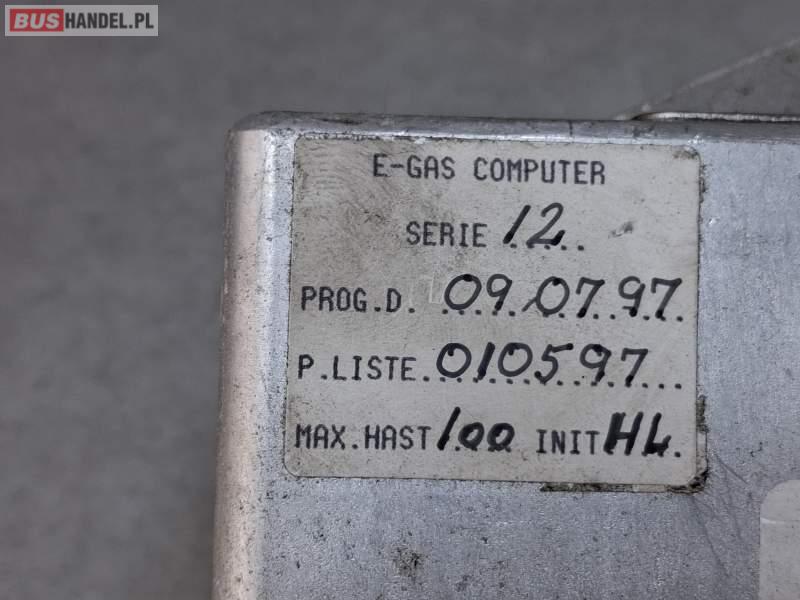 BUSHANDEL.PL
E-GAS COMPUTER
SERIE 12
PROG.D. 09.07.97
P.LISTE. 010597
MAX.HAST 100 INIT HL.